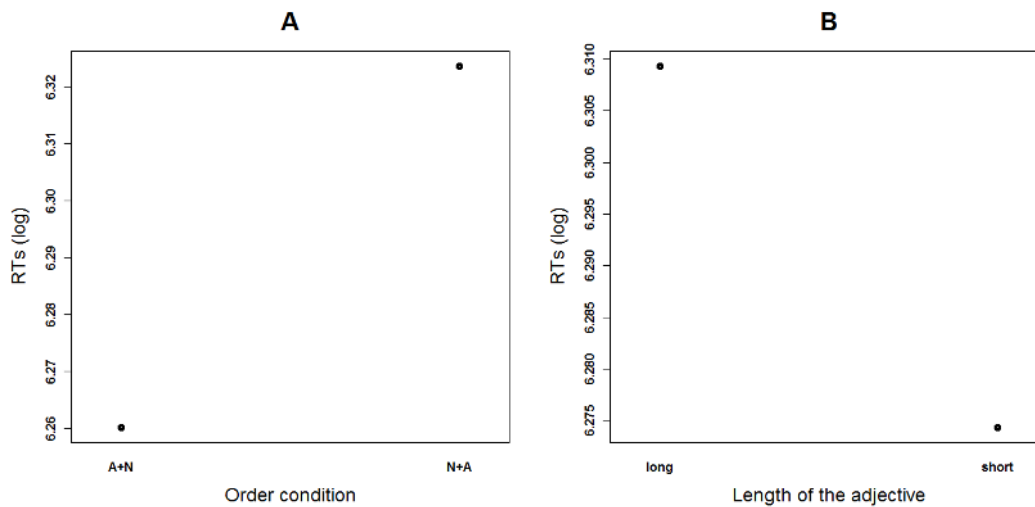 A
RTs (log)
6.32
6.31
6.30
6.29
6.28
6.27
6.26
A+N
N+A
Order condition
B
RTs (log)
6.310
6.305
6.300
6.295
6.290
6.285
6.280
6.275
long
short
Length of the adjective